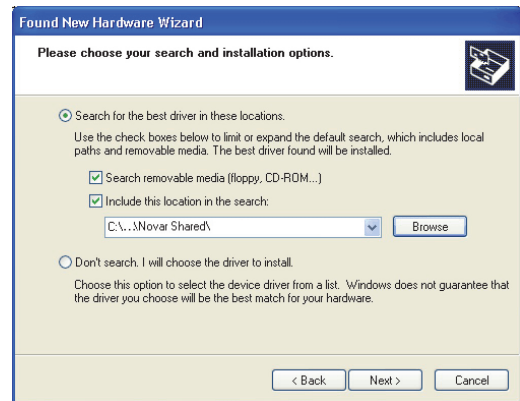 Found New Hardware Wizard
Please choose your search and installation options.
Search for the best driver in these locations.
Use the check boxes below to limit or expand the default search, which includes local
paths and removable media. The best driver found will be installed.
Search removable media (floppy, CD-ROM...)
Include this location in the search:
C:\...\Novar Shared\
Browse
Don't search. I will choose the driver to install.
Choose this option to select the device driver from a list. Windows does not guarantee that
the driver you choose will be the best match for your hardware.
< Back Next > Cancel